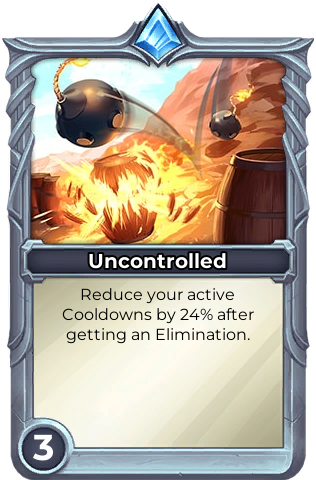 Uncontrolled
Reduce your active
Cooldowns by 24% after
getting an Elimination.
3